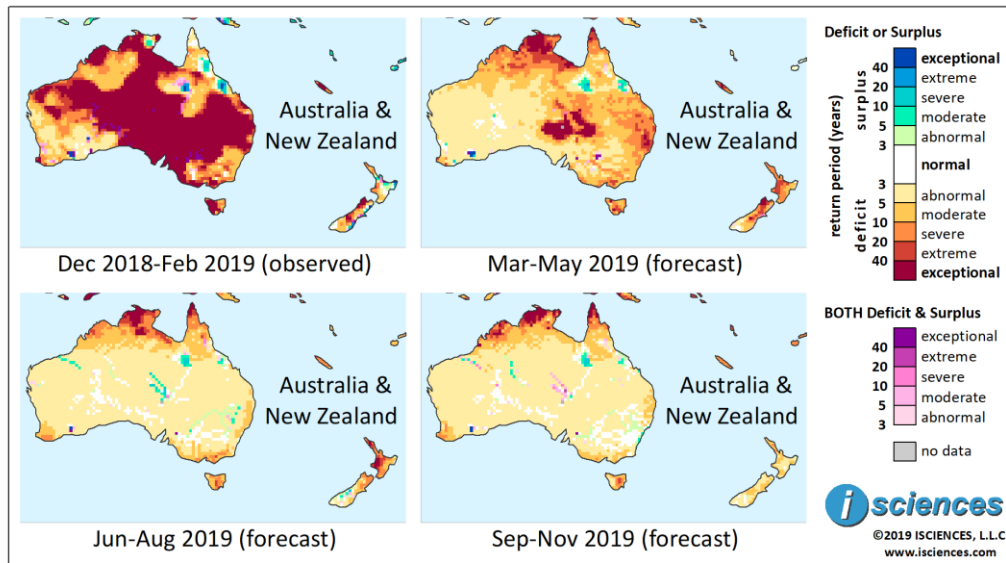 Australia &
New Zealand
Dec 2018-Feb 2019 (observed)
Australia &
New Zealand
Mar-May 2019 (forecast)
Australia &
New Zealand
Jun-Aug 2019 (forecast)
Australia &
New Zealand
Sep-Nov 2019 (forecast)
Deficit or Surplus
return period (years)
surplus
deficit
exceptional
40
extreme
20
severe
10
moderate
5
abnormal
3
normal
3
abnormal
5
moderate
10
severe
20
extreme
40
exceptional
BOTH Deficit & Surplus
exceptional
40
extreme
20
severe
10
moderate
5
abnormal
3
no data
i sciences
©2019 ISCIENCES, L.L.C
www.isciences.com